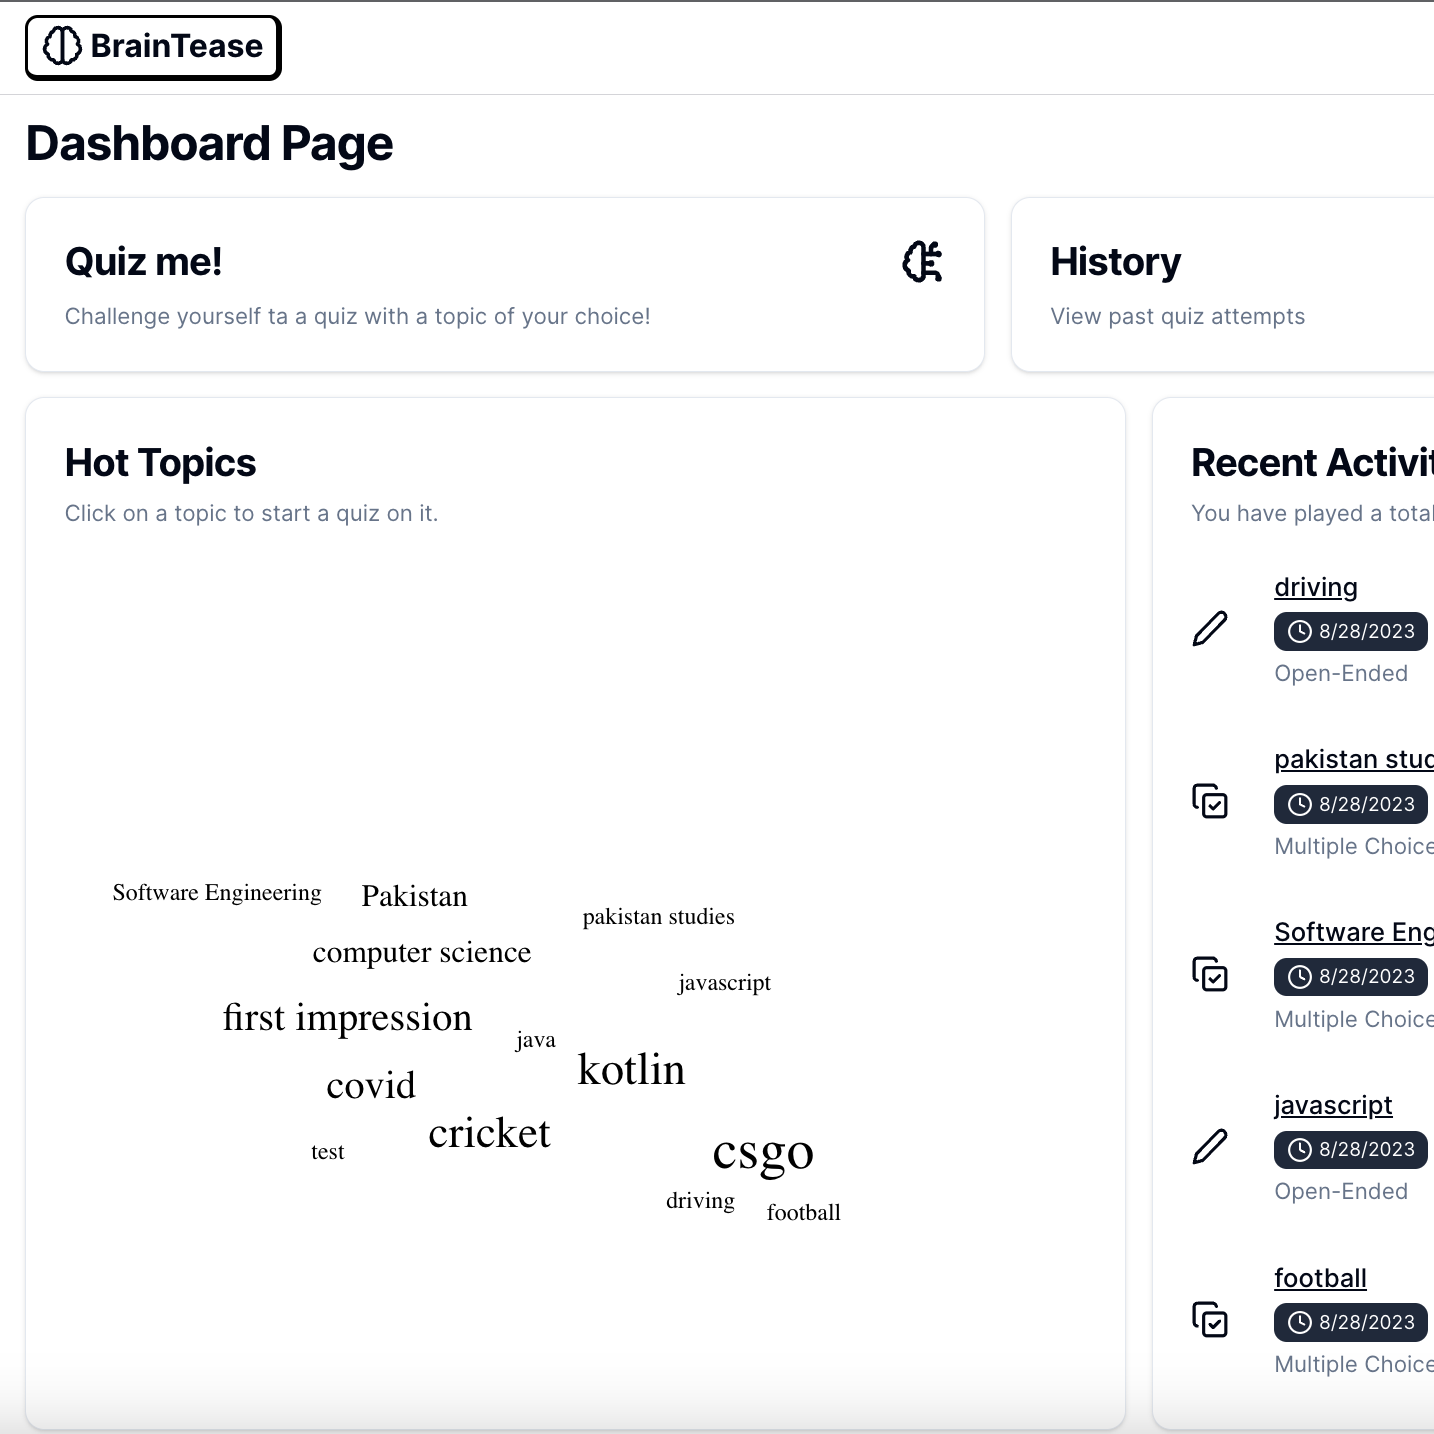 BrainTease
Dashboard Page
Quiz me!
Challenge yourself ta a quiz with a topic of your choice!
History
View past quiz attempts
Hot Topics
Click on a topic to start a quiz on it.
Software Engineering
Pakistan
pakistan studies
computer science
javascript
first impression
java
kotlin
covid
cricket
test
csgo
driving
football
Recent Activit
You have played a total
driving
8/28/2023
Open-Ended
pakistan stud
8/28/2023
Multiple Choice
Software Eng
8/28/2023
Multiple Choice
javascript
8/28/2023
Open-Ended
football
8/28/2023
Multiple Choice